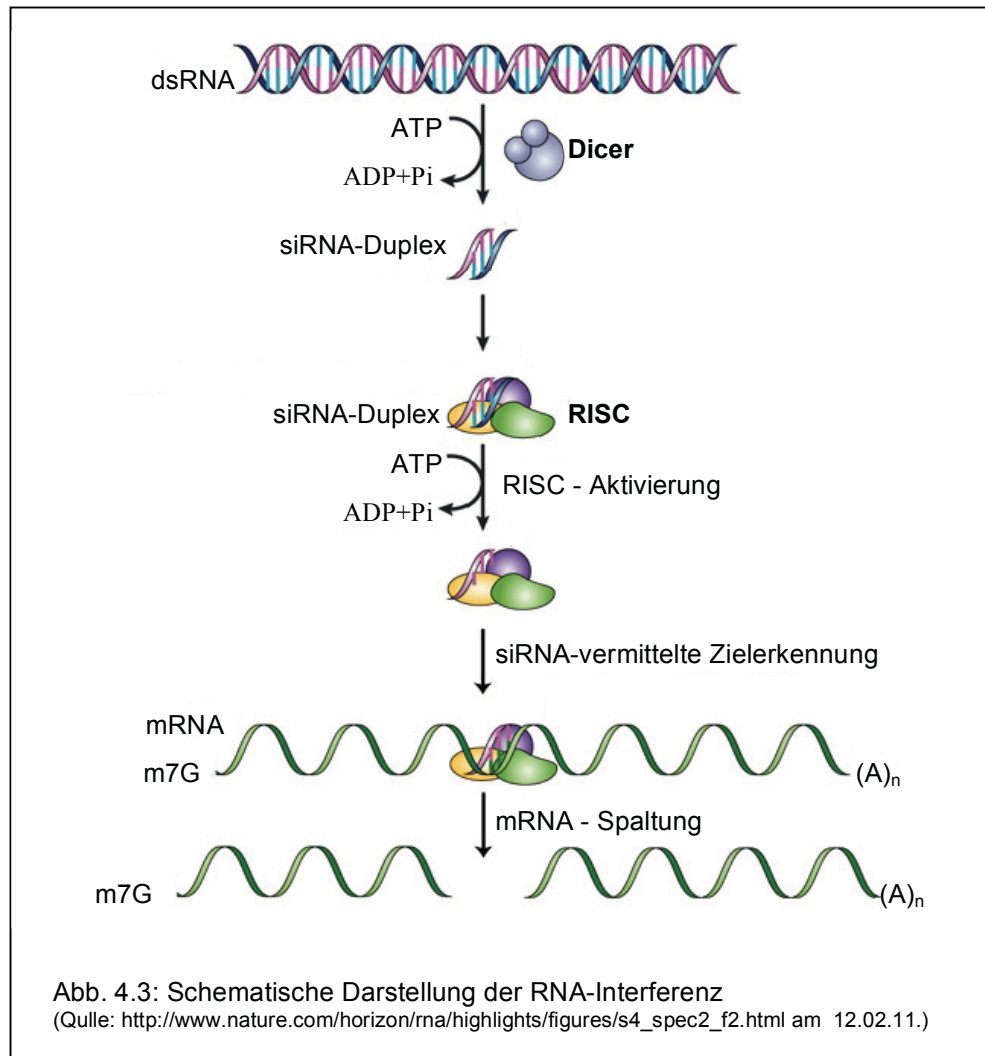 dsRNA
ATP
Dicer
ADP+Pi
siRNA-Duplex
siRNA-Duplex
RISC
ATP
RISC - Aktivierung
ADP+Pi
siRNA-vermittelte Zielerkennung
mRNA
m7G
(A)n
mRNA - Spaltung
m7G
(A)n
Abb. 4.3: Schematische Darstellung der RNA-Interferenz
(Qulle: http://www.nature.com/horizon/rna/highlights/figures/s4_spec2_f2.html am 12.02.11.)